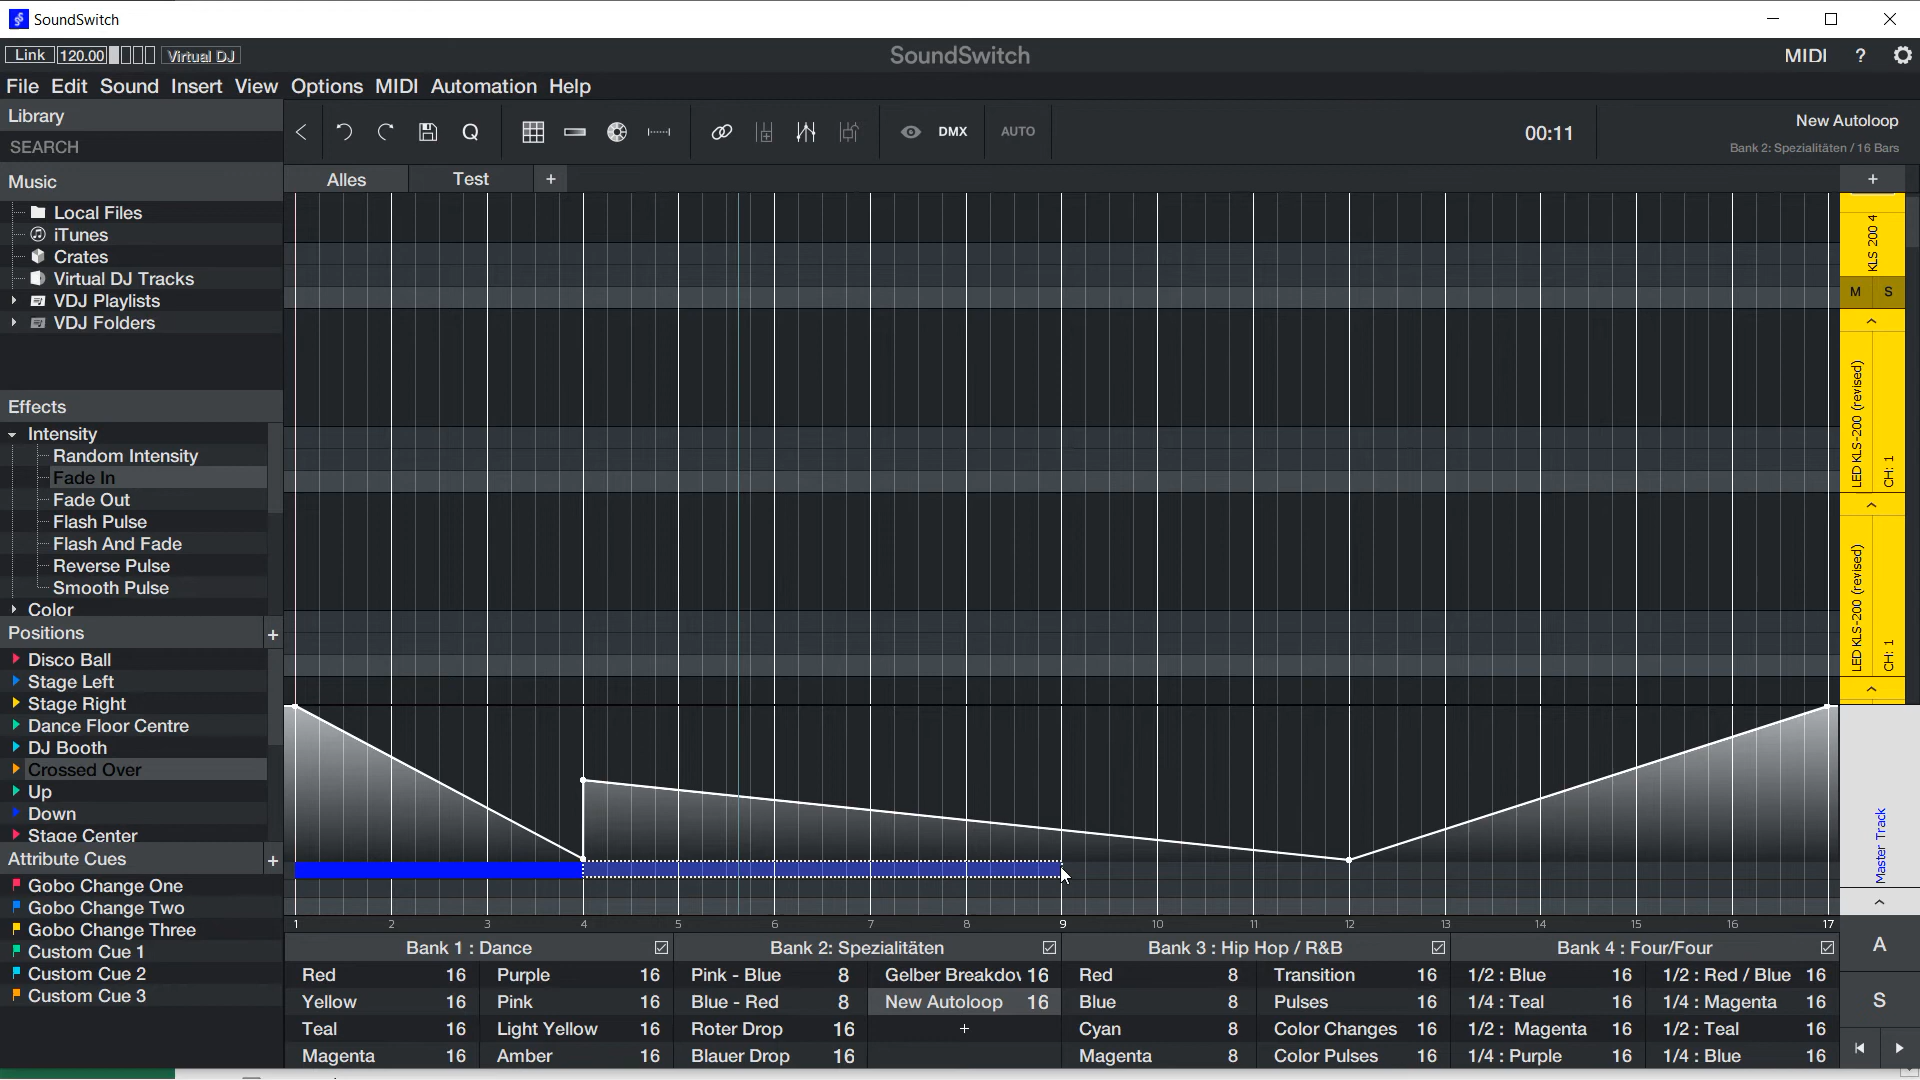 SoundSwitch
Link 120.00 Virtual DJ
SoundSwitch
MIDI ?
File Edit Sound Insert View Options MIDI Automation Help
Library
SEARCH
Music
Local Files
iTunes
Crates
Virtual DJ Tracks
VDJ Playlists
VDJ Folders
Effects
Intensity
Random Intensity
Fade In
Fade Out
Flash Pulse
Flash And Fade
Reverse Pulse
Smooth Pulse
Color
Positions +
Disco Ball
Stage Left
Stage Right
Dance Floor Centre
DJ Booth
Crossed Over
Up
Down
Stage Center
Attribute Cues +
Gobo Change One
Gobo Change Two
Gobo Change Three
Custom Cue 1
Custom Cue 2
Custom Cue 3
Q DMX AUTO 00:11
New Autoloop
Bank 2: Spezialitäten / 16 Bars
Alles Test + +
KLS 200 4
M S
LED KLS-200 (revised)
CH: 1
LED KLS-200 (revised)
CH: 1
Master Track
1 2 3 4 5 6 7 8 9 10 11 12 13 14 15 16 17
Bank 1 : Dance Bank 2: Spezialitäten Bank 3 : Hip Hop / R&B Bank 4 : Four/Four A
Red 16 Purple 16 Pink - Blue 8 Gelber Breakdov 16 Red 8 Transition 16 1/2 : Blue 16 1/2 : Red / Blue 16
Yellow 16 Pink 16 Blue - Red 8 New Autoloop 16 Blue 8 Pulses 16 1/4 : Teal 16 1/4 : Magenta 16 S
Teal 16 Light Yellow 16 Roter Drop 16 + Cyan 8 Color Changes 16 1/2 : Magenta 16 1/2 : Teal 16
Magenta 16 Amber 16 Blauer Drop 16 Magenta 8 Color Pulses 16 1/4 : Purple 16 1/4 : Blue 16